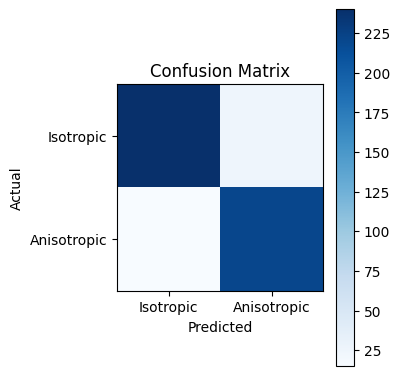 Confusion Matrix
Actual
Isotropic
Anisotropic
Isotropic Anisotropic
Predicted
225
200
175
150
125
100
75
50
25